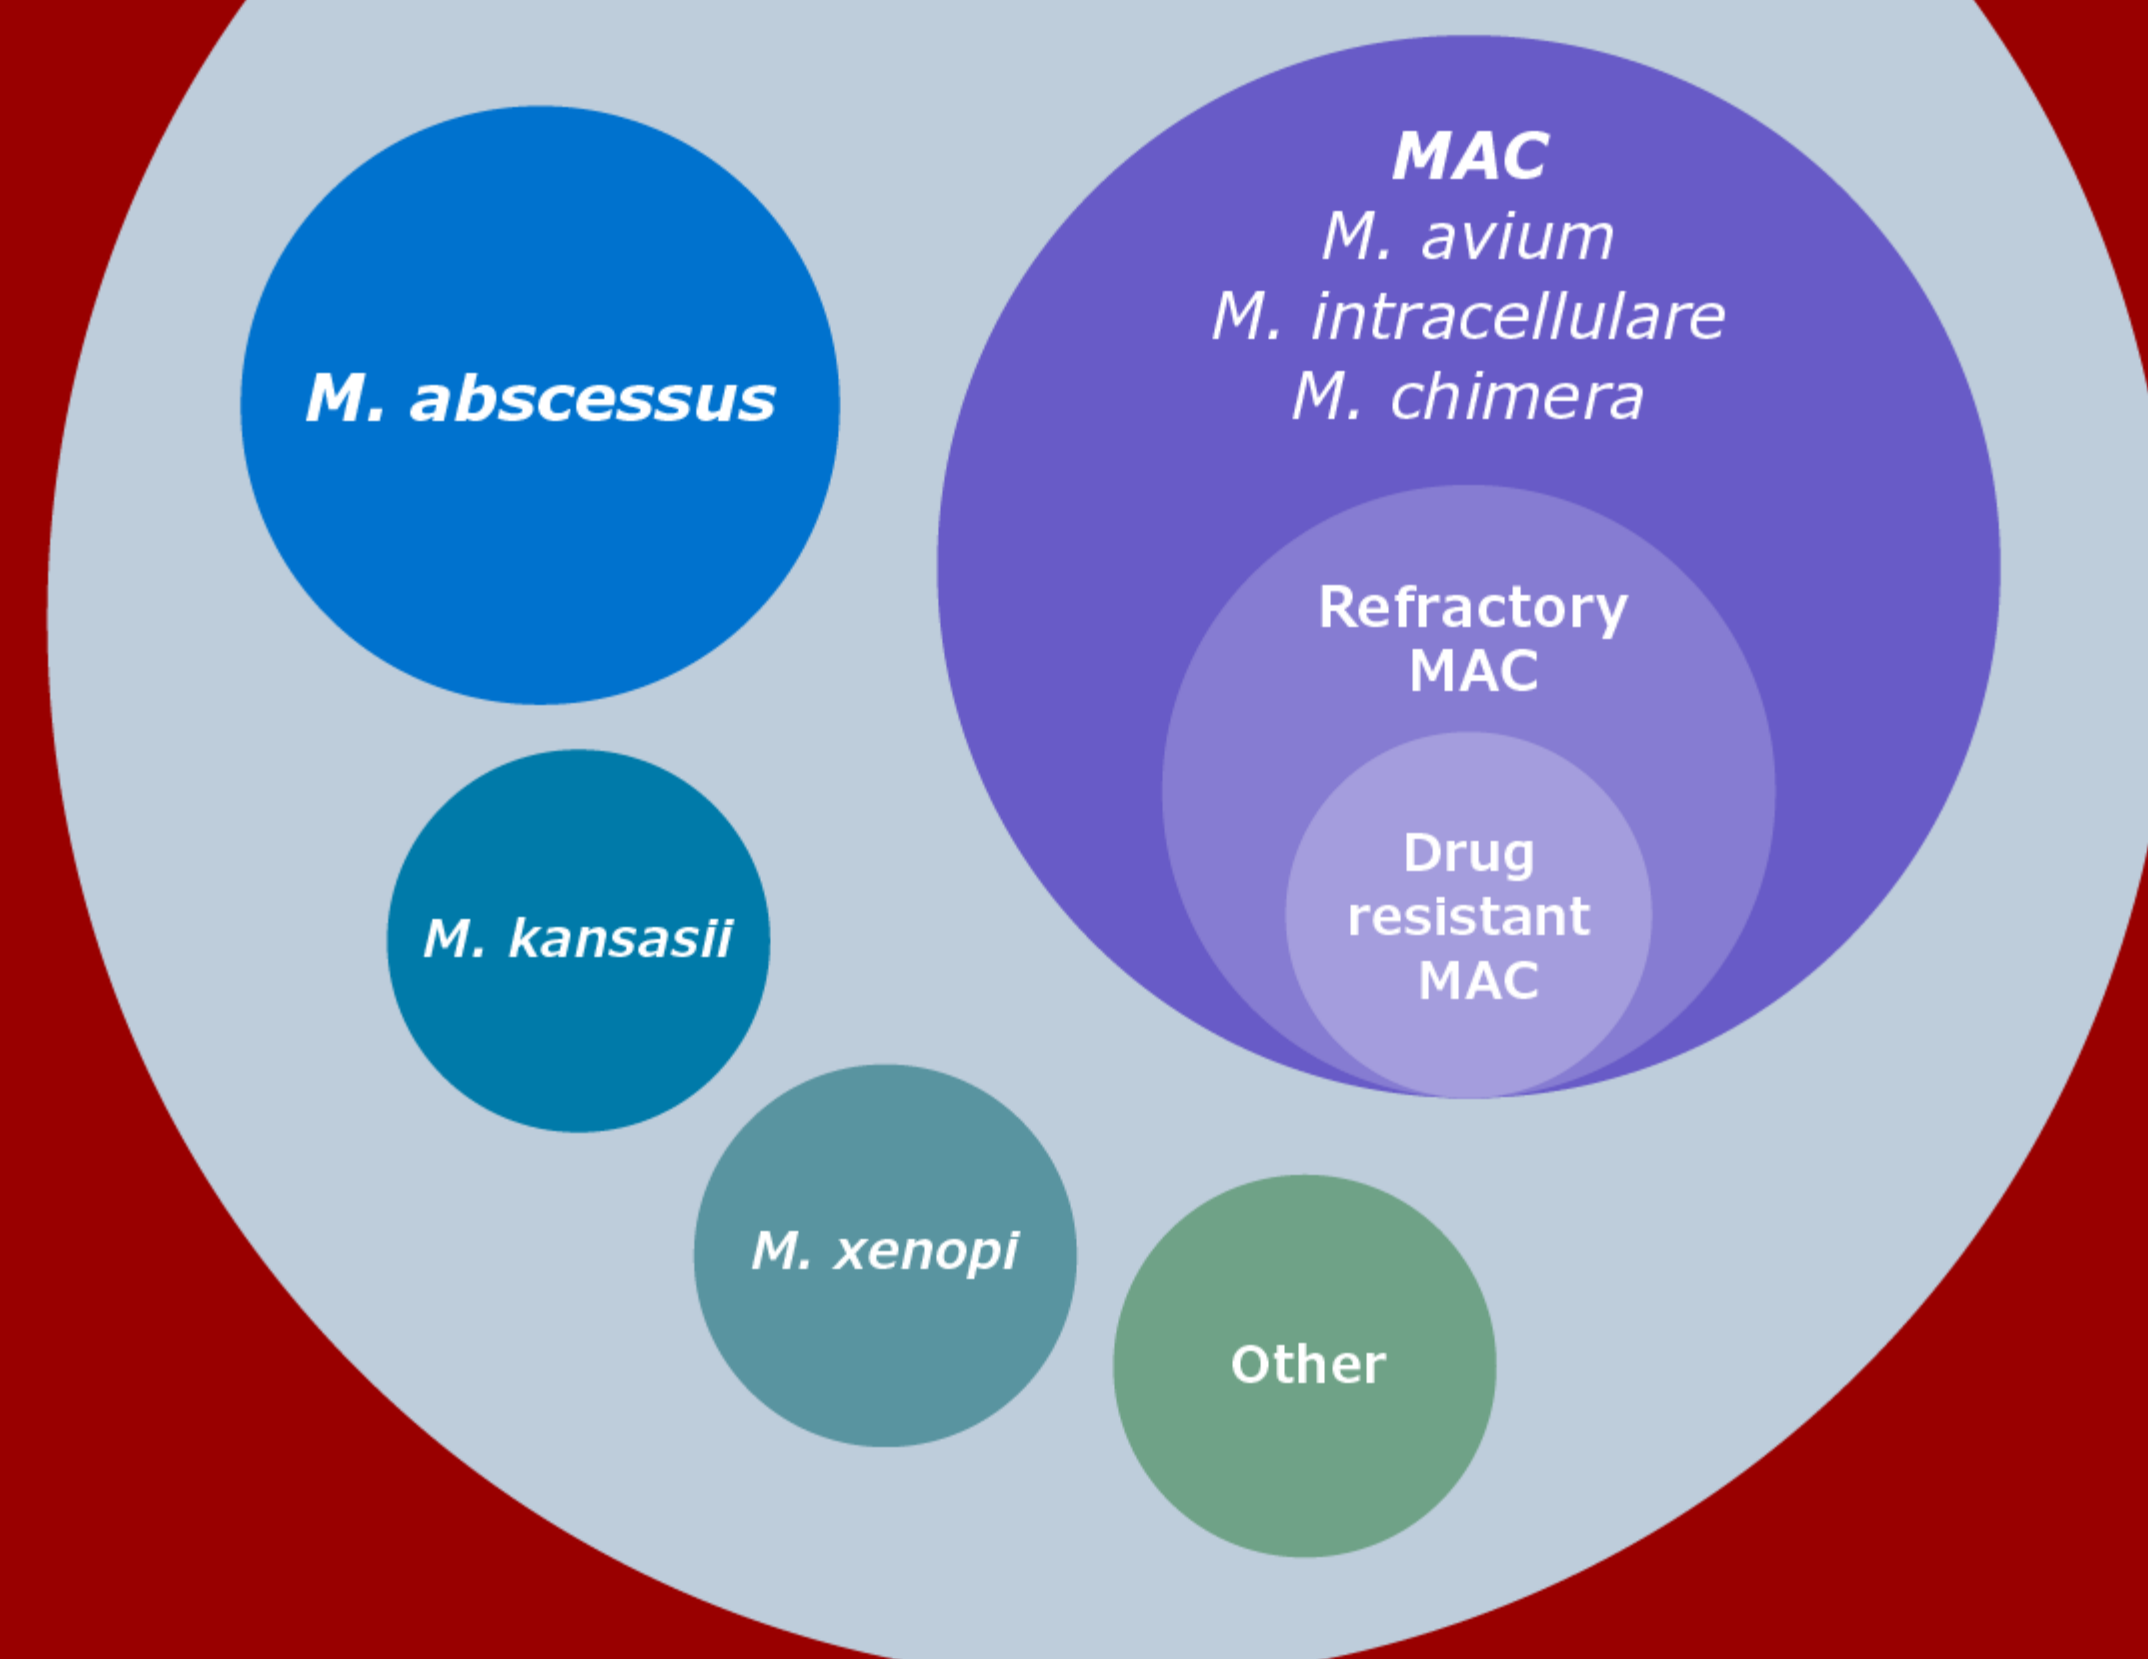 MAC
M. avium
M. intracellulare
M. chimera
M. abscessus
Refractory
MAC
Drug
resistant
MAC
M. kansasii
M. xenopi
Other